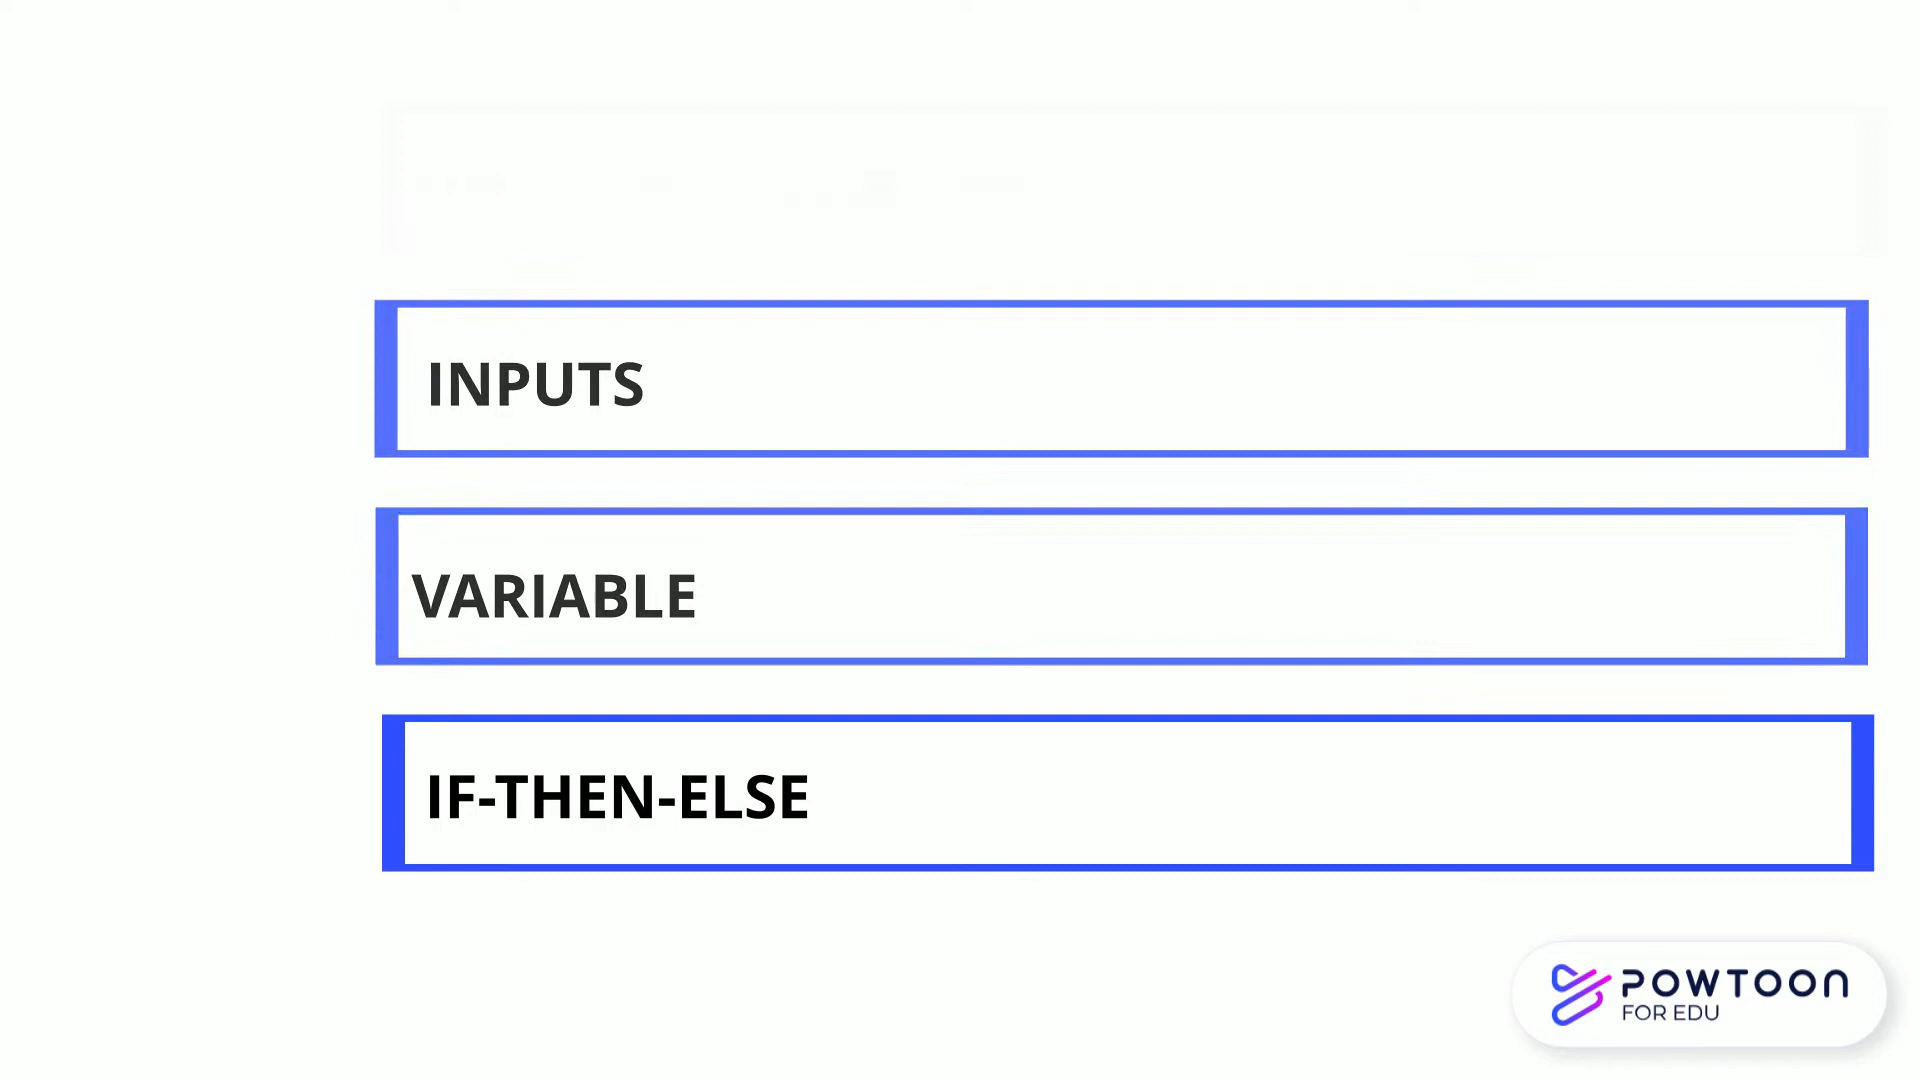 INPUTS
VARIABLE
IF-THEN-ELSE
POWTOON
FOR EDU